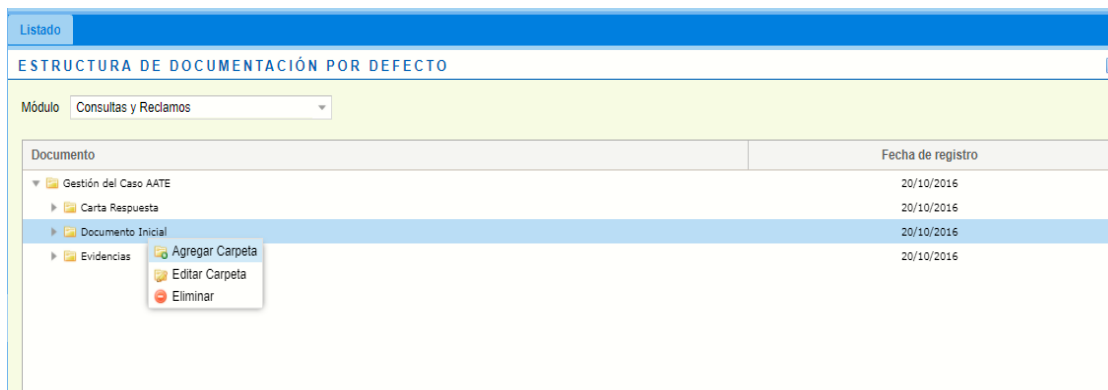 Listado
ESTRUCTURA DE DOCUMENTACIÓN POR DEFECTO
Módulo Consultas y Reclamos
Documento Fecha de registro
Gestión del Caso AATE 20/10/2016
Carta Respuesta 20/10/2016
Documento Inicial 20/10/2016
Agregar Carpeta
Evidencias 20/10/2016
Editar Carpeta
Eliminar